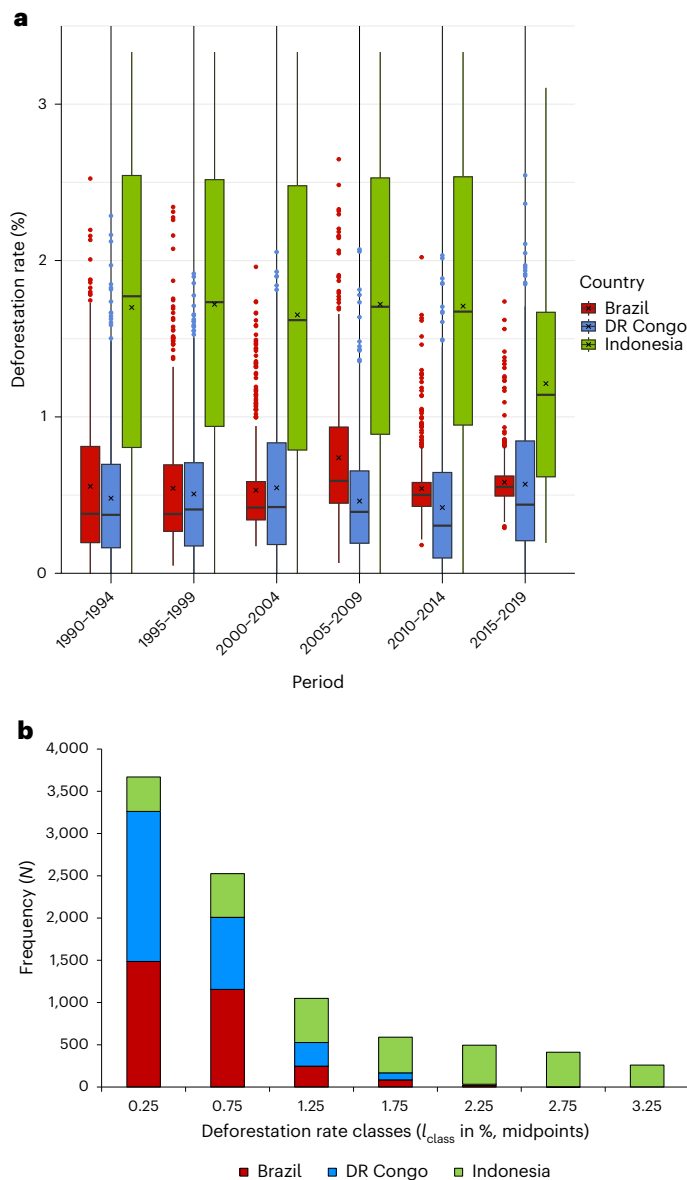 a
Deforestation rate (%)
3
2
1
0
1990–1994
1995–1999
2000–2004
2005–2009
2010–2014
2015–2019
Period
Country
Brazil
DR Congo
Indonesia
b
Frequency (N)
4,000
3,500
3,000
2,500
2,000
1,500
1,000
500
0
0.25 0.75 1.25 1.75 2.25 2.75 3.25
Deforestation rate classes (lclass in %, midpoints)
Brazil DR Congo Indonesia